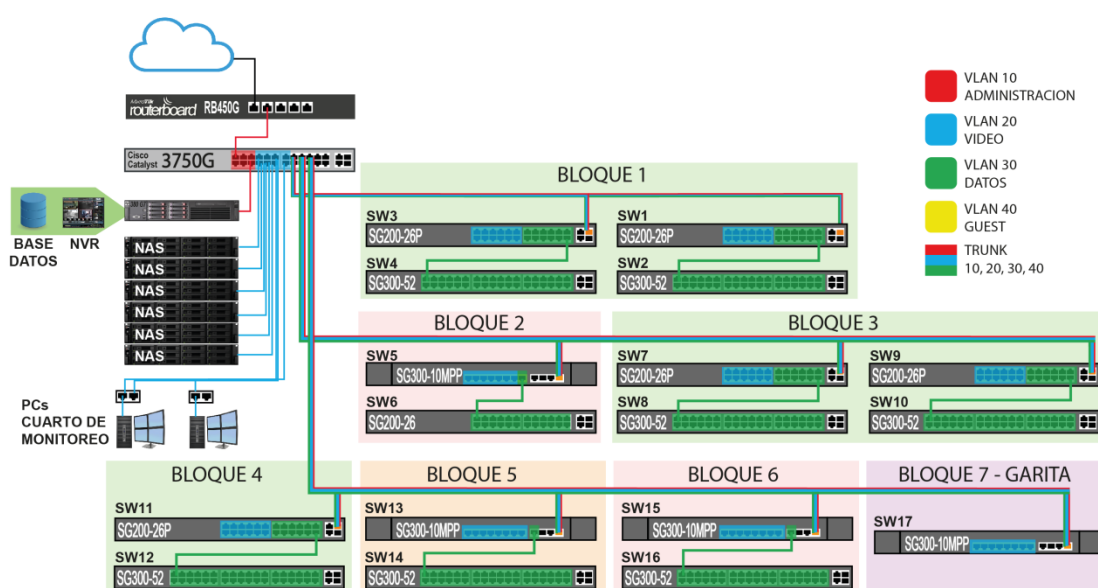 routerboard RB450G
Cisco
Catalyst 3750G
BASE
DATOS
NVR
NAS
NAS
NAS
NAS
NAS
NAS
PCs
CUARTO DE
MONITOREO
VLAN 10
ADMINISTRACION
VLAN 20
VIDEO
VLAN 30
DATOS
VLAN 40
GUEST
TRUNK
10, 20, 30, 40
BLOQUE 1
SW3
SG200-26P
SW4
SG300-52
SW1
SG200-26P
SW2
SG300-52
BLOQUE 2
SW5
SG300-10MPP
SW6
SG200-26
BLOQUE 3
SW7
SG200-26P
SW8
SG300-52
SW9
SG200-26P
SW10
SG300-52
BLOQUE 4
SW11
SG200-26P
SW12
SG300-52
BLOQUE 5
SW13
SG300-10MPP
SW14
SG300-52
BLOQUE 6
SW15
SG300-10MPP
SW16
SG300-52
BLOQUE 7 - GARITA
SW17
SG300-10MPP